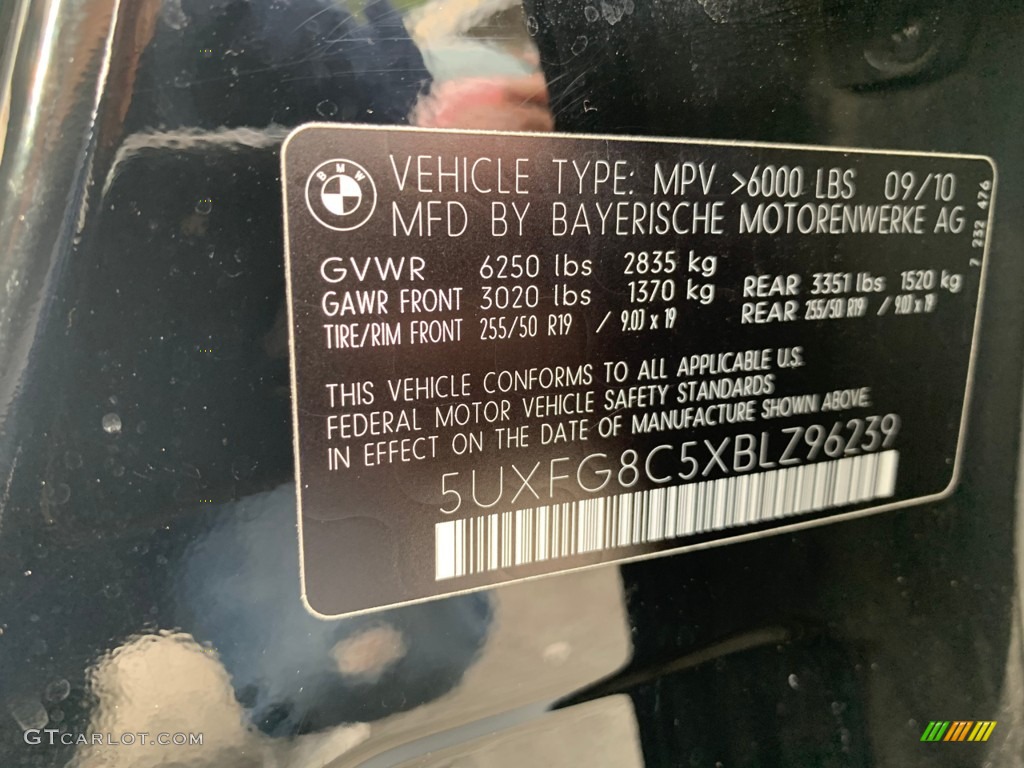 BMW
VEHICLE TYPE: MPV >6000 LBS 09/10
MFD BY BAYERISCHE MOTORENWERKE AG
7 232 426
GVWR 6250 lbs 2835 kg
GAWR FRONT 3020 lbs 1370 kg REAR 3351 lbs 1520 kg
TIRE/RIM FRONT 255/50 R19 / 9.0J x 19 REAR 255/50 R19 / 9.0J x 19
THIS VEHICLE CONFORMS TO ALL APPLICABLE U.S.
FEDERAL MOTOR VEHICLE SAFETY STANDARDS
IN EFFECT ON THE DATE OF MANUFACTURE SHOWN ABOVE
5UXFG8C5XBLZ96239
GTCARLOT.COM